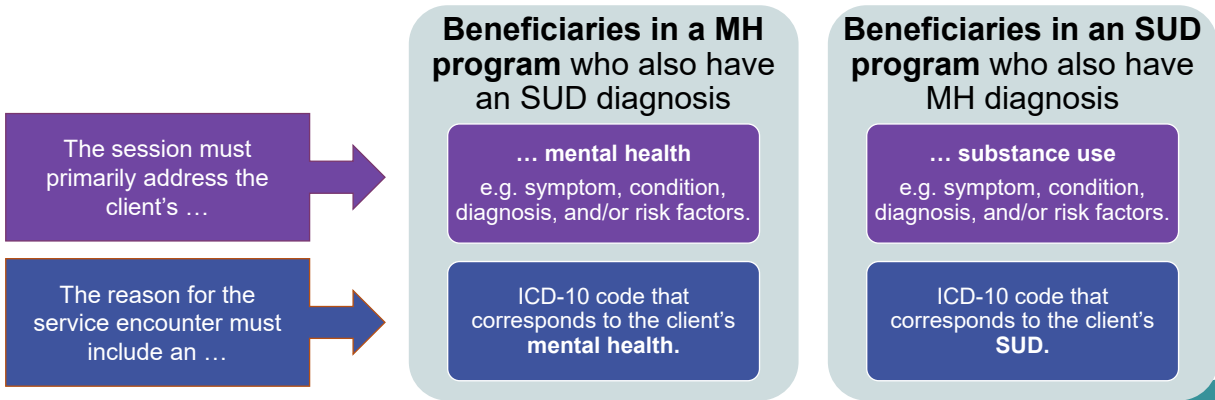 Beneficiaries in a MH
program who also have
an SUD diagnosis
Beneficiaries in an SUD
program who also have
MH diagnosis
The session must
primarily address the
client’s …
… mental health
e.g. symptom, condition,
diagnosis, and/or risk factors.
… substance use
e.g. symptom, condition,
diagnosis, and/or risk factors.
The reason for the
service encounter must
include an …
ICD-10 code that
corresponds to the client’s
mental health.
ICD-10 code that
corresponds to the client’s
SUD.